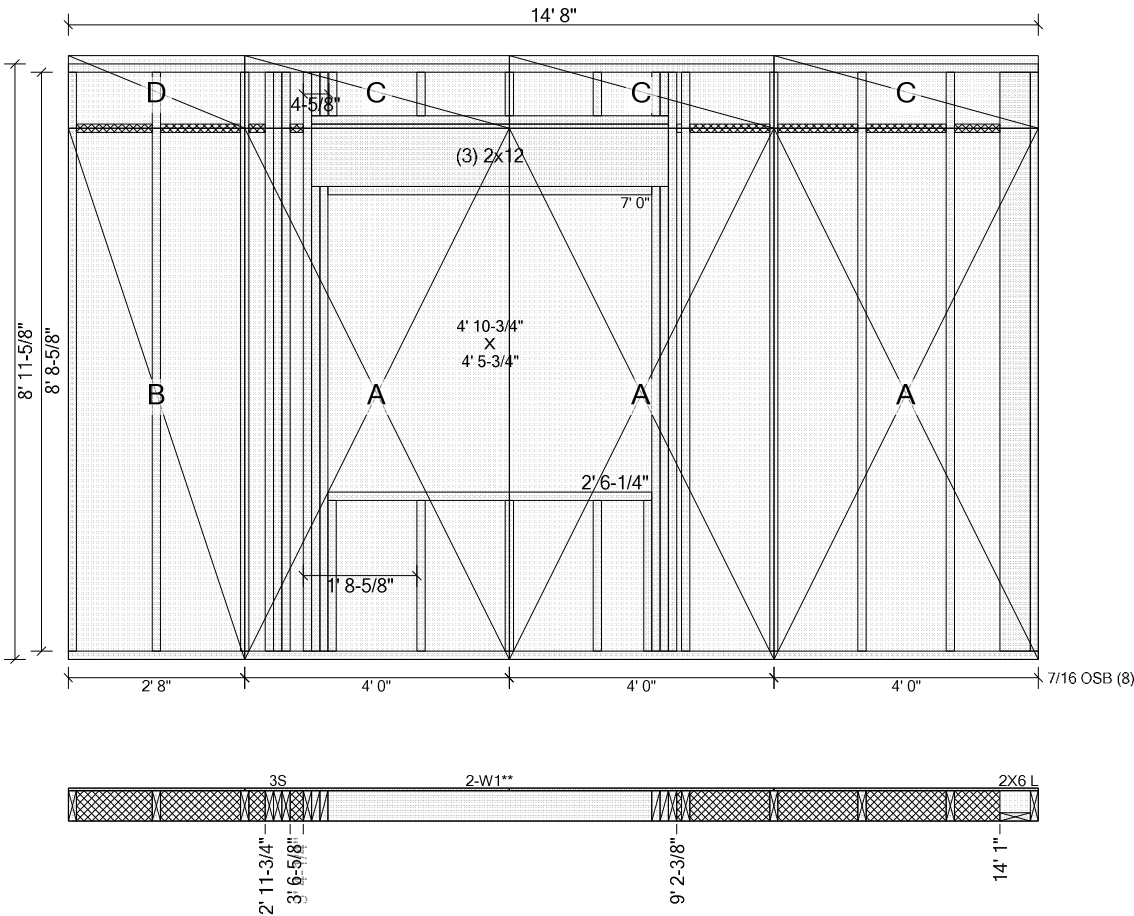 14' 8"
D
C
C
C
4-5/8"
(3) 2x12
7' 0"
8' 11-5/8"
8' 8-5/8"
4' 10-3/4"
X
4' 5-3/4"
B
A
A
A
2' 6-1/4"
1' 8-5/8"
2' 8"
4' 0"
4' 0"
4' 0"
7/16 OSB (8)
3S
2-W1**
2X6 L
2' 11-3/4"
3' 6-5/8"
9' 2-3/8"
14' 1"